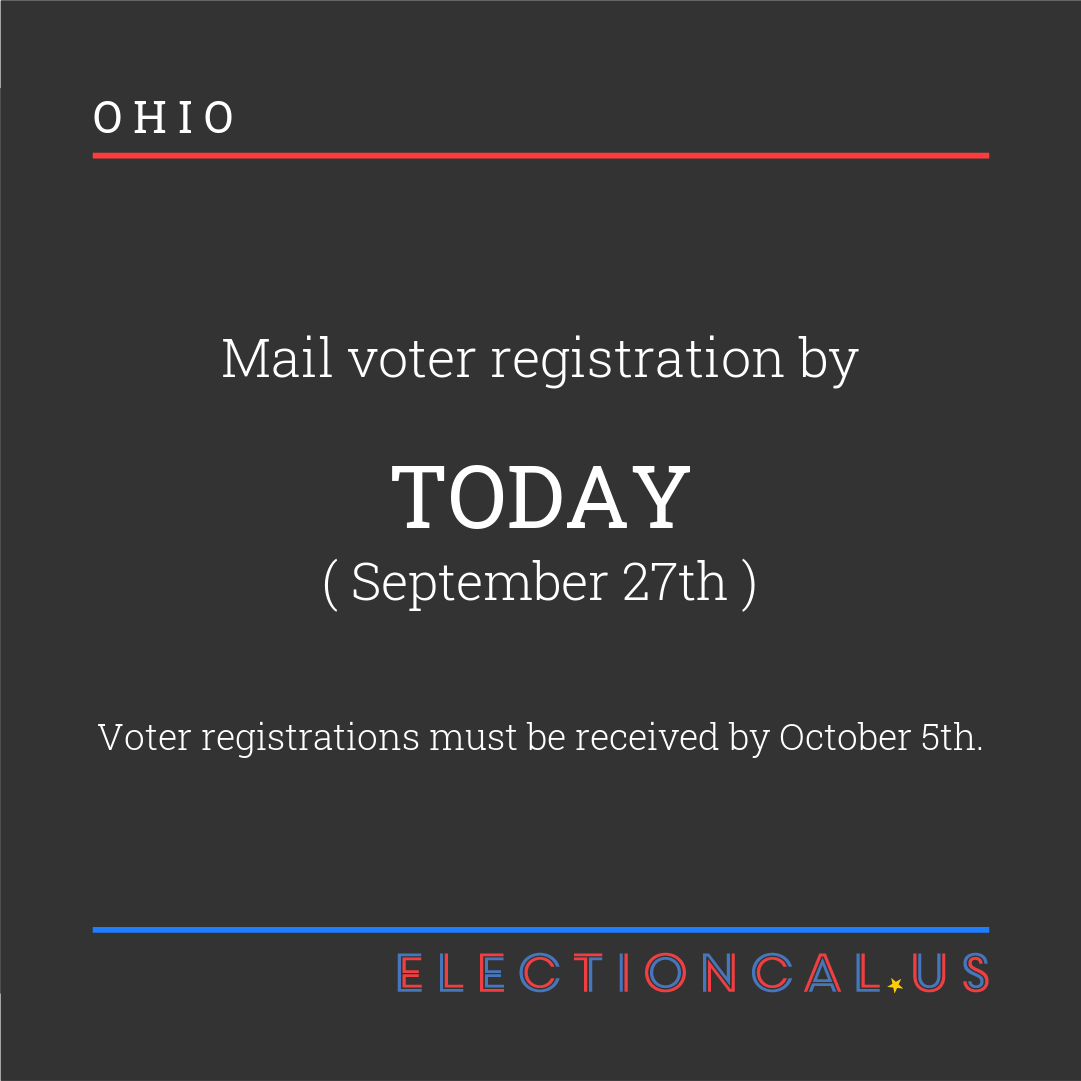 OHIO
Mail voter registration by
TODAY
( September 27th )
Voter registrations must be received by October 5th.
ELECTIONCAL.US